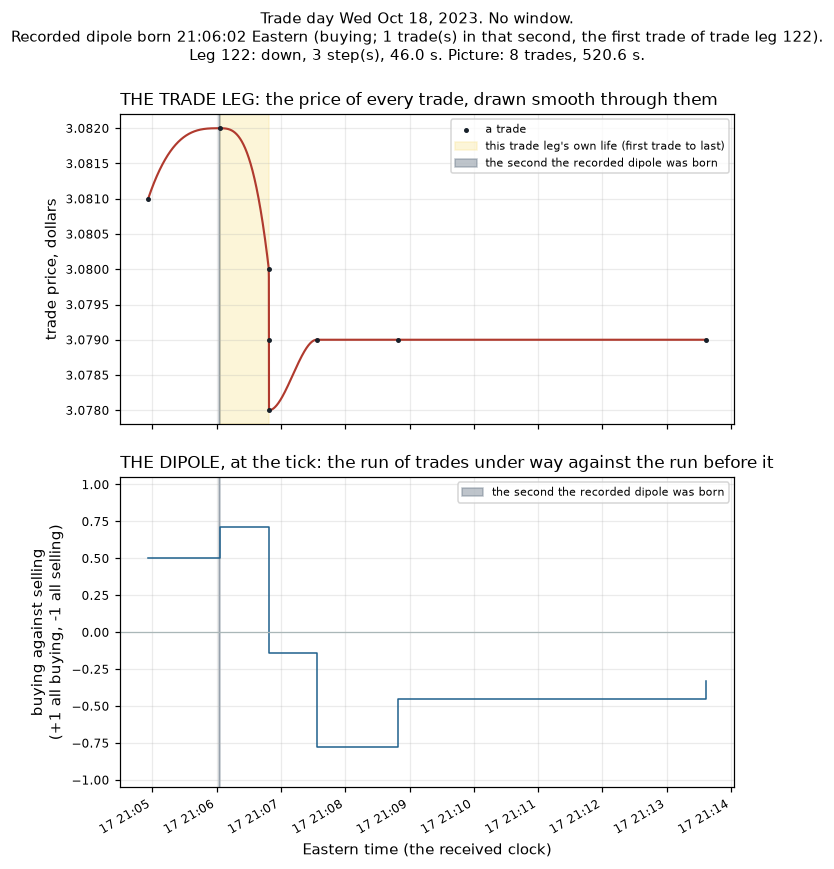 Trade day Wed Oct 18, 2023. No window.
Recorded dipole born 21:06:02 Eastern (buying; 1 trade(s) in that second, the first trade of trade leg 122).
Leg 122: down, 3 step(s), 46.0 s. Picture: 8 trades, 520.6 s.
THE TRADE LEG: the price of every trade, drawn smooth through them
a trade
this trade leg's own life (first trade to last)
the second the recorded dipole was born
trade price, dollars
3.0820
3.0815
3.0810
3.0805
3.0800
3.0795
3.0790
3.0785
3.0780
THE DIPOLE, at the tick: the run of trades under way against the run before it
the second the recorded dipole was born
buying against selling
(+1 all buying, -1 all selling)
1.00
0.75
0.50
0.25
0.00
−0.25
−0.50
−0.75
−1.00
17 21:05
17 21:06
17 21:07
17 21:08
17 21:09
17 21:10
17 21:11
17 21:12
17 21:13
17 21:14
Eastern time (the received clock)